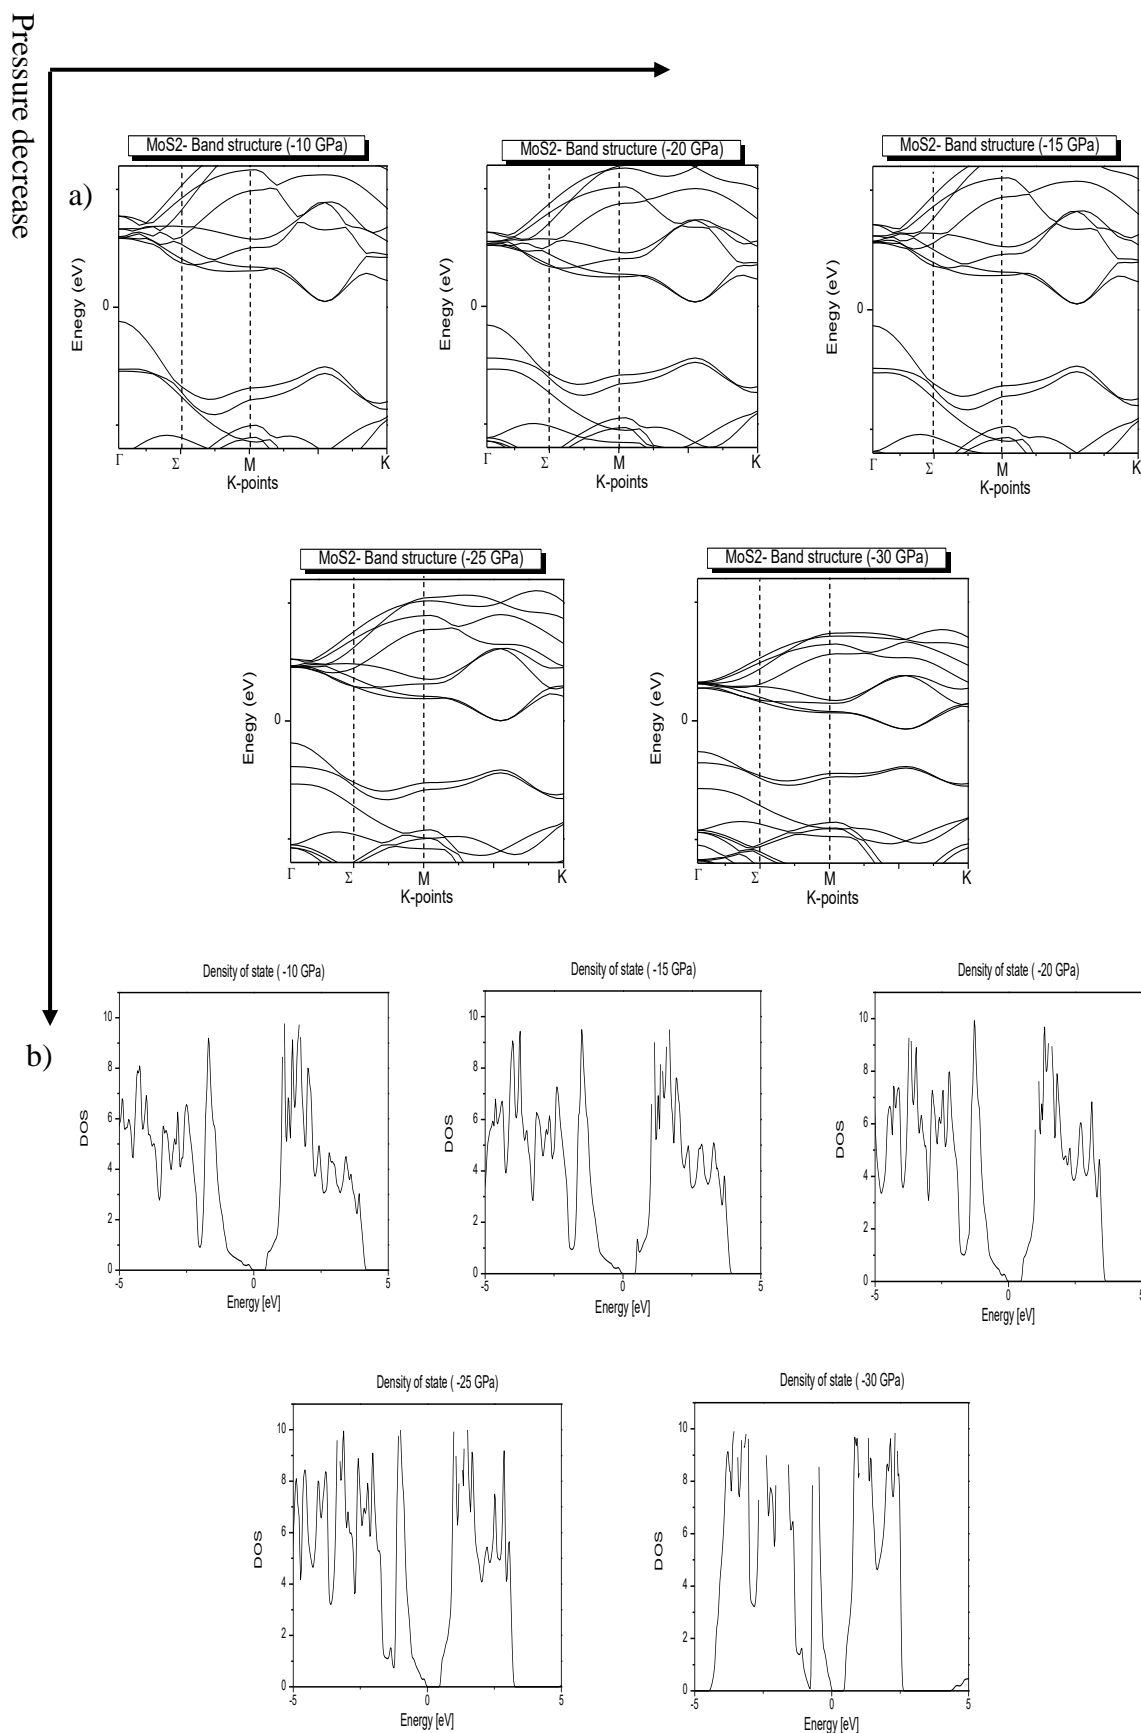 Pressure decrease
a)
MoS2- Band structure (-10 GPa)
Enegy (eV)
0
Γ Σ M K
K-points
MoS2- Band structure (-20 GPa)
Enegy (eV)
0
Γ Σ M K
K-points
MoS2- Band structure (-15 GPa)
Enegy (eV)
0
Γ Σ M K
K-points
MoS2- Band structure (-25 GPa)
Enegy (eV)
0
Γ Σ M K
K-points
MoS2- Band structure (-30 GPa)
Enegy (eV)
0
Γ Σ M K
K-points
b)
Density of state ( -10 GPa)
DOS
10
8
6
4
2
0
-5 0 5
Energy [eV]
Density of state ( -15 GPa)
DOS
10
8
6
4
2
0
-5 0 5
Energy [eV]
Density of state ( -20 GPa)
DOS
10
8
6
4
2
0
-5 0 5
Energy [eV]
Density of state ( -25 GPa)
DOS
10
8
6
4
2
0
-5 0 5
Energy [eV]
Density of state ( -30 GPa)
DOS
10
8
6
4
2
0
-5 0 5
Energy [eV]